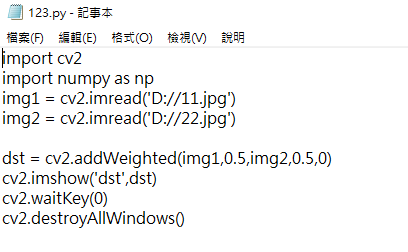 123.py - 記事本
檔案(F) 編輯(E) 格式(O) 檢視(V) 說明
import cv2
import numpy as np
img1 = cv2.imread('D://11.jpg')
img2 = cv2.imread('D://22.jpg')
dst = cv2.addWeighted(img1,0.5,img2,0.5,0)
cv2.imshow('dst',dst)
cv2.waitKey(0)
cv2.destroyAllWindows()